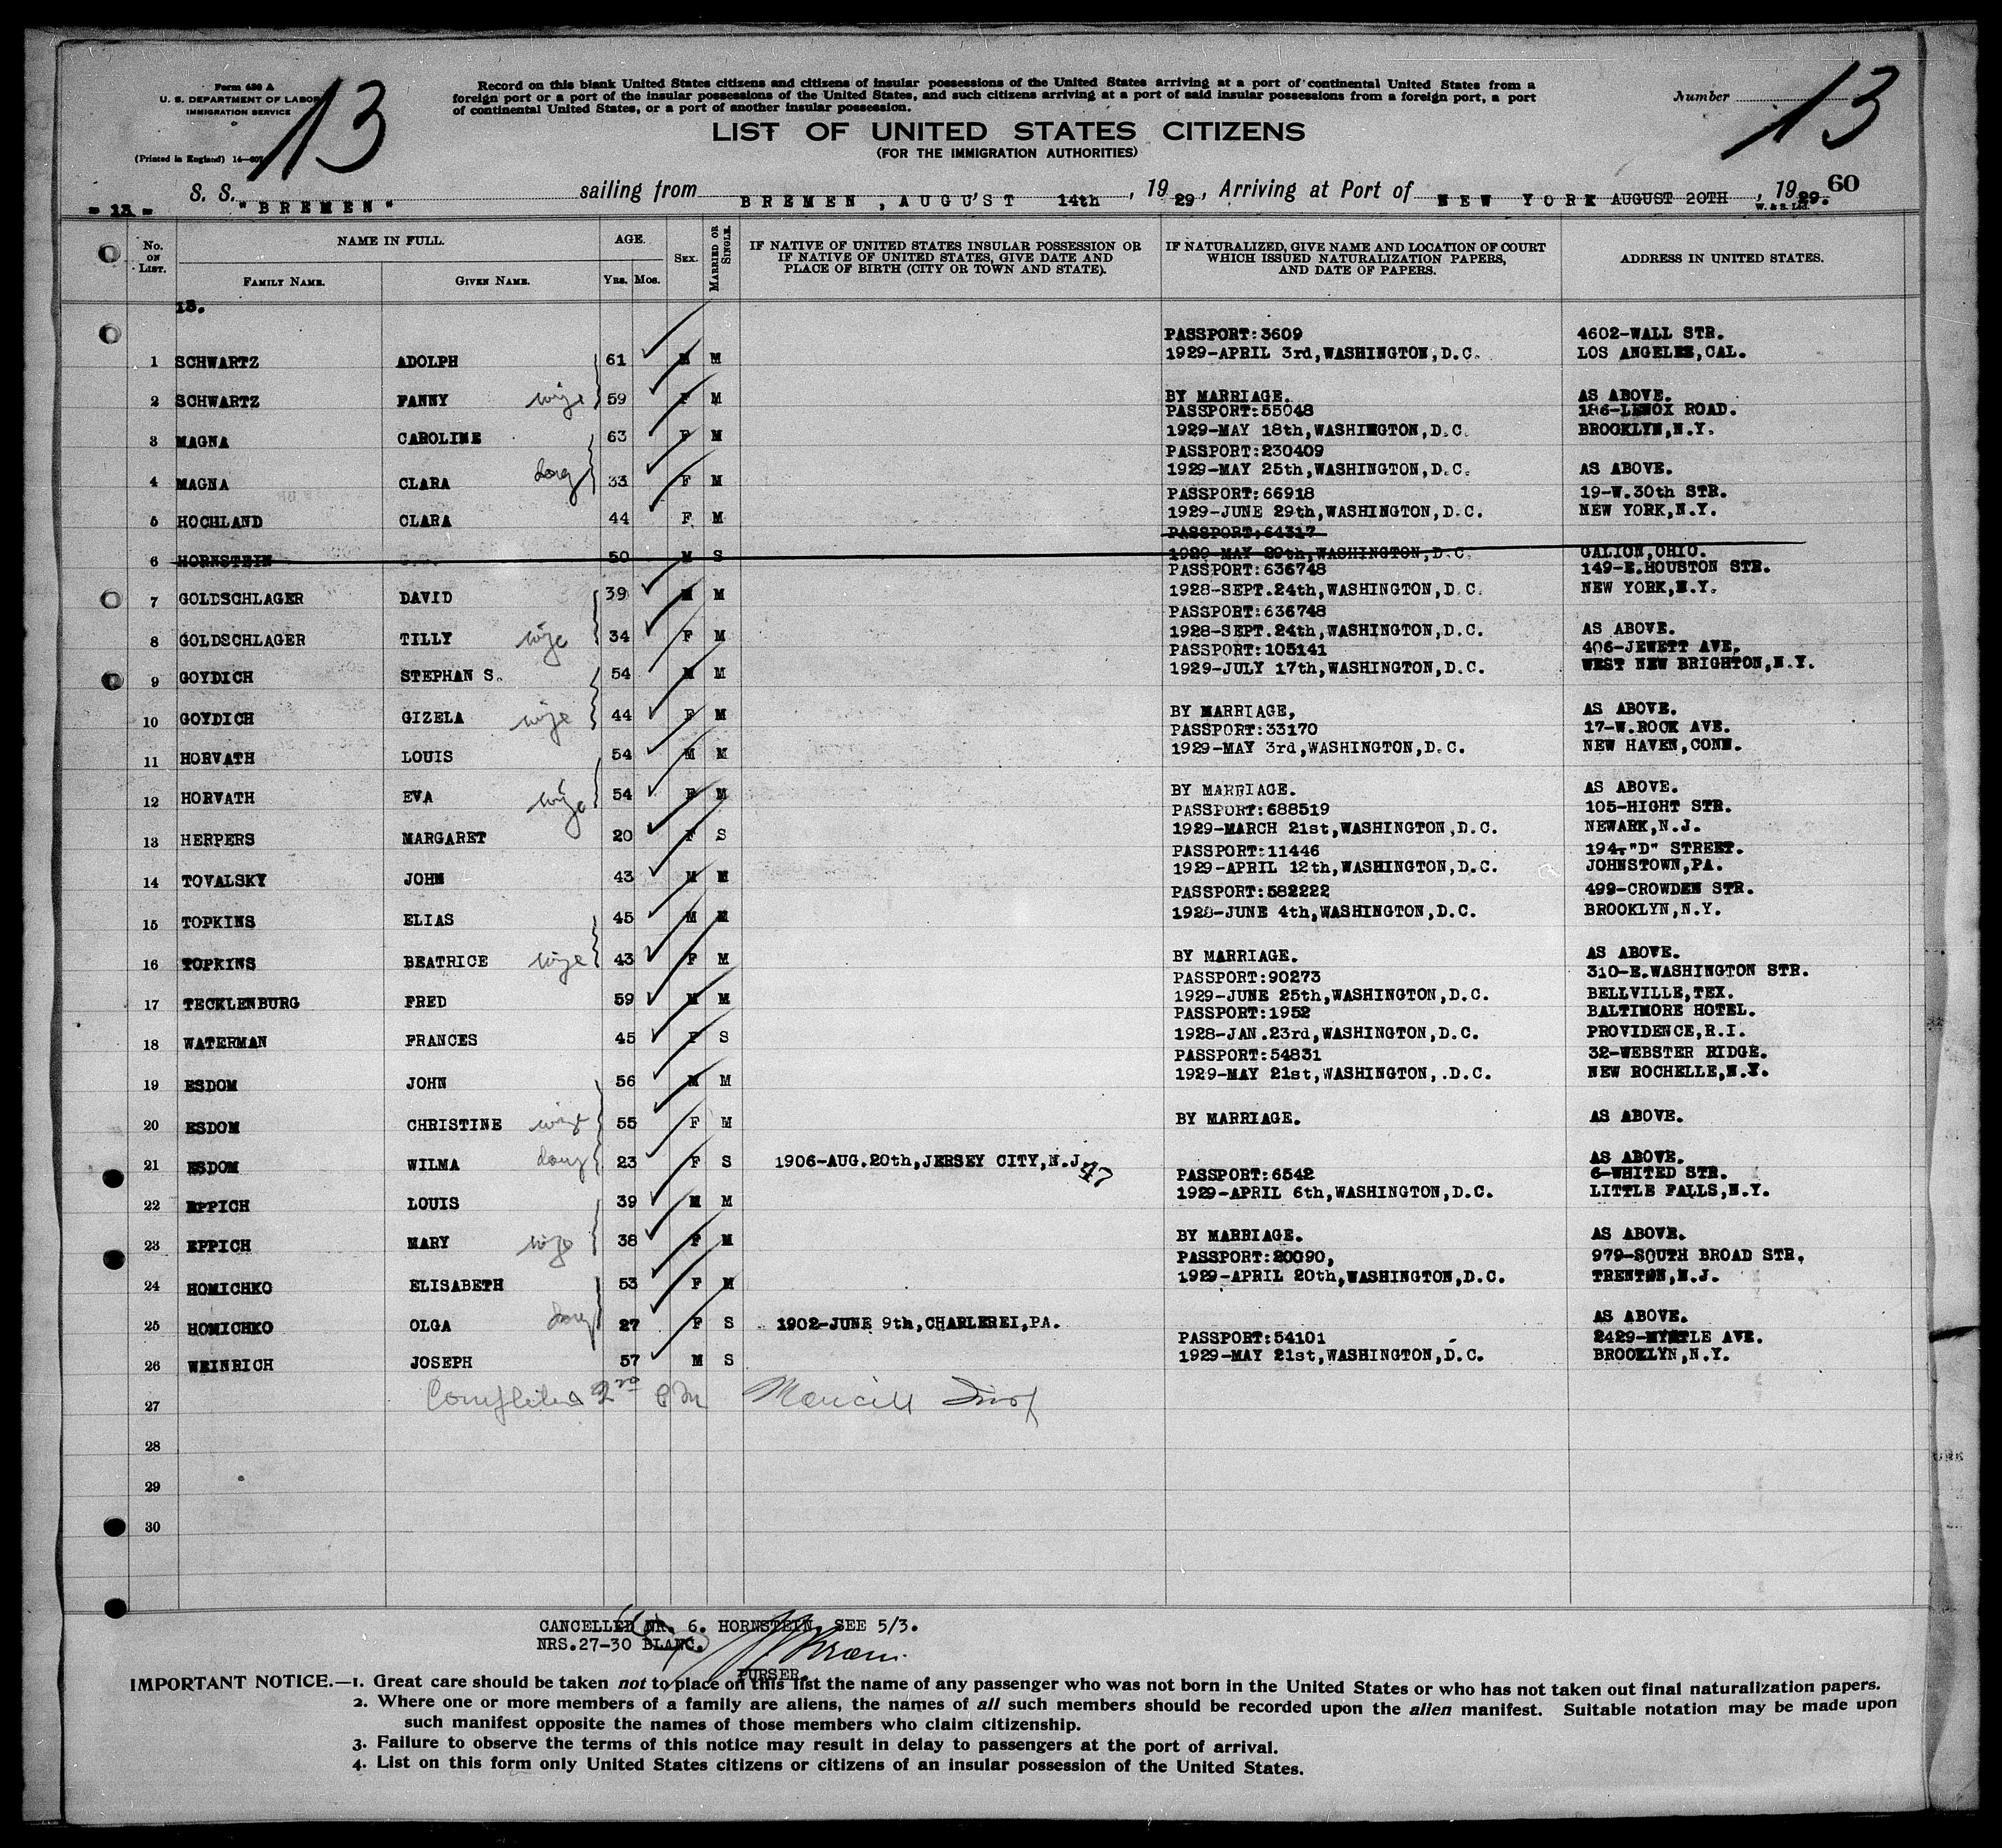 Form 630 A
U. S. DEPARTMENT OF LABOR
IMMIGRATION SERVICE
(Printed in England) 14—607
13
Record on this blank United States citizens and citizens of insular possessions of the United States arriving at a port of continental United States from a
foreign port or a port of the insular possessions of the United States, and such citizens arriving at a port of said insular possessions from a foreign port, a port
of continental United States, or a port of another insular possession.
LIST OF UNITED STATES CITIZENS
(FOR THE IMMIGRATION AUTHORITIES)
Number 13
S. S. "BREMEN" sailing from BREMEN, AUGUST 14th, 1929, Arriving at Port of NEW YORK AUGUST 20TH, 1929. 60
W. & S. Ltd.
- 13 -
No. ON LIST. NAME IN FULL. FAMILY NAME. GIVEN NAME. AGE. YRS. MOS. SEX. MARRIED OR SINGLE. IF NATIVE OF UNITED STATES INSULAR POSSESSION OR IF NATIVE OF UNITED STATES, GIVE DATE AND PLACE OF BIRTH (CITY OR TOWN AND STATE). IF NATURALIZED, GIVE NAME AND LOCATION OF COURT WHICH ISSUED NATURALIZATION PAPERS, AND DATE OF PAPERS. ADDRESS IN UNITED STATES.
13.
PASSPORT:3609 4602-WALL STR.
1 SCHWARTZ ADOLPH 61 M M 1929-APRIL 3rd,WASHINGTON,D.C. LOS ANGELES,CAL.
2 SCHWARTZ FANNY wife 59 F M BY MARRIAGE. AS ABOVE.
PASSPORT:55048 186-LENOX ROAD.
3 MAGNA CAROLINE 63 F M 1929-MAY 18th,WASHINGTON,D.C. BROOKLYN,N.Y.
PASSPORT:230409
4 MAGNA CLARA daug 33 F M 1929-MAY 25th,WASHINGTON,D.C. AS ABOVE.
PASSPORT:66918 19-W.30th STR.
5 HOCHLAND CLARA 44 F M 1929-JUNE 29th,WASHINGTON,D.C. NEW YORK,N.Y.
PASSPORT:64317
6 HORNSTEIN 50 M S 1929-MAY 29th,WASHINGTON,D.C. GALION,OHIO.
PASSPORT:636748 149-E.HOUSTON STR.
7 GOLDSCHLAGER DAVID 39 M M 1928-SEPT.24th,WASHINGTON,D.C. NEW YORK,N.Y.
PASSPORT:636748
8 GOLDSCHLAGER TILLY wife 34 F M 1928-SEPT.24th,WASHINGTON,D.C. AS ABOVE.
PASSPORT:105141 406-JEWETT AVE.
9 GOYDICH STEPHAN S. 54 M M 1929-JULY 17th,WASHINGTON,D.C. WEST NEW BRIGHTON,N.Y.
10 GOYDICH GIZELA wife 44 F M BY MARRIAGE, AS ABOVE.
PASSPORT:33170 17-W.ROCK AVE.
11 HORVATH LOUIS 54 M M 1929-MAY 3rd,WASHINGTON,D.C. NEW HAVEN,CONN.
12 HORVATH EVA wife 54 F M BY MARRIAGE. AS ABOVE.
PASSPORT:688519 105-HIGHT STR.
13 HERPERS MARGARET 20 F S 1929-MARCH 21st,WASHINGTON,D.C. NEWARK,N.J.
PASSPORT:11446 194-"D" STREET.
14 TOVALSKY JOHN 43 M M 1929-APRIL 12th,WASHINGTON,D.C. JOHNSTOWN,PA.
PASSPORT:582222 499-CROWDEN STR.
15 TOPKINS ELIAS 45 M M 1928-JUNE 4th,WASHINGTON,D.C. BROOKLYN,N.Y.
16 TOPKINS BEATRICE wife 43 F M BY MARRIAGE. AS ABOVE.
PASSPORT:90273 310-E.WASHINGTON STR.
17 TECKLENBURG FRED 59 M M 1929-JUNE 25th,WASHINGTON,D.C. BELLVILLE,TEX.
PASSPORT:1952 BALTIMORE HOTEL.
18 WATERMAN FRANCES 45 F S 1928-JAN.23rd,WASHINGTON,D.C. PROVIDENCE,R.I.
PASSPORT:54831 32-WEBSTER RIDGE.
19 ESDOM JOHN 56 M M 1929-MAY 21st,WASHINGTON,.D.C. NEW ROCHELLE,N.Y.
20 ESDOM CHRISTINE wife 55 F M BY MARRIAGE. AS ABOVE.
21 ESDOM WILMA daug 23 F S 1906-AUG.20th,JERSEY CITY,N.J. AS ABOVE.
PASSPORT:6542 6-WHITED STR.
22 EPPICH LOUIS 39 M M 1929-APRIL 6th,WASHINGTON,D.C. LITTLE FALLS,N.Y.
23 EPPICH MARY wife 38 F M BY MARRIAGE. AS ABOVE.
PASSPORT:20090, 979-SOUTH BROAD STR,
24 HOMICHKO ELISABETH 53 F M 1929-APRIL 20th,WASHINGTON,D.C. TRENTON,N.J.
25 HOMICHKO OLGA daug 27 F S 1902-JUNE 9th,CHARLEREI,PA. AS ABOVE.
PASSPORT:54101 2429-MYRTLE AVE.
26 WEINRICH JOSEPH 57 M S 1929-MAY 21st,WASHINGTON,D.C. BROOKLYN,N.Y.
27
28
29
30
CANCELLED NR. 6. HORNSTEIN, SEE 5/3.
NRS.27-30 BLANC.
PURSER.
IMPORTANT NOTICE.—1. Great care should be taken not to place on this list the name of any passenger who was not born in the United States or who has not taken out final naturalization papers.
2. Where one or more members of a family are aliens, the names of all such members should be recorded upon the alien manifest. Suitable notation may be made upon
such manifest opposite the names of those members who claim citizenship.
3. Failure to observe the terms of this notice may result in delay to passengers at the port of arrival.
4. List on this form only United States citizens or citizens of an insular possession of the United States.